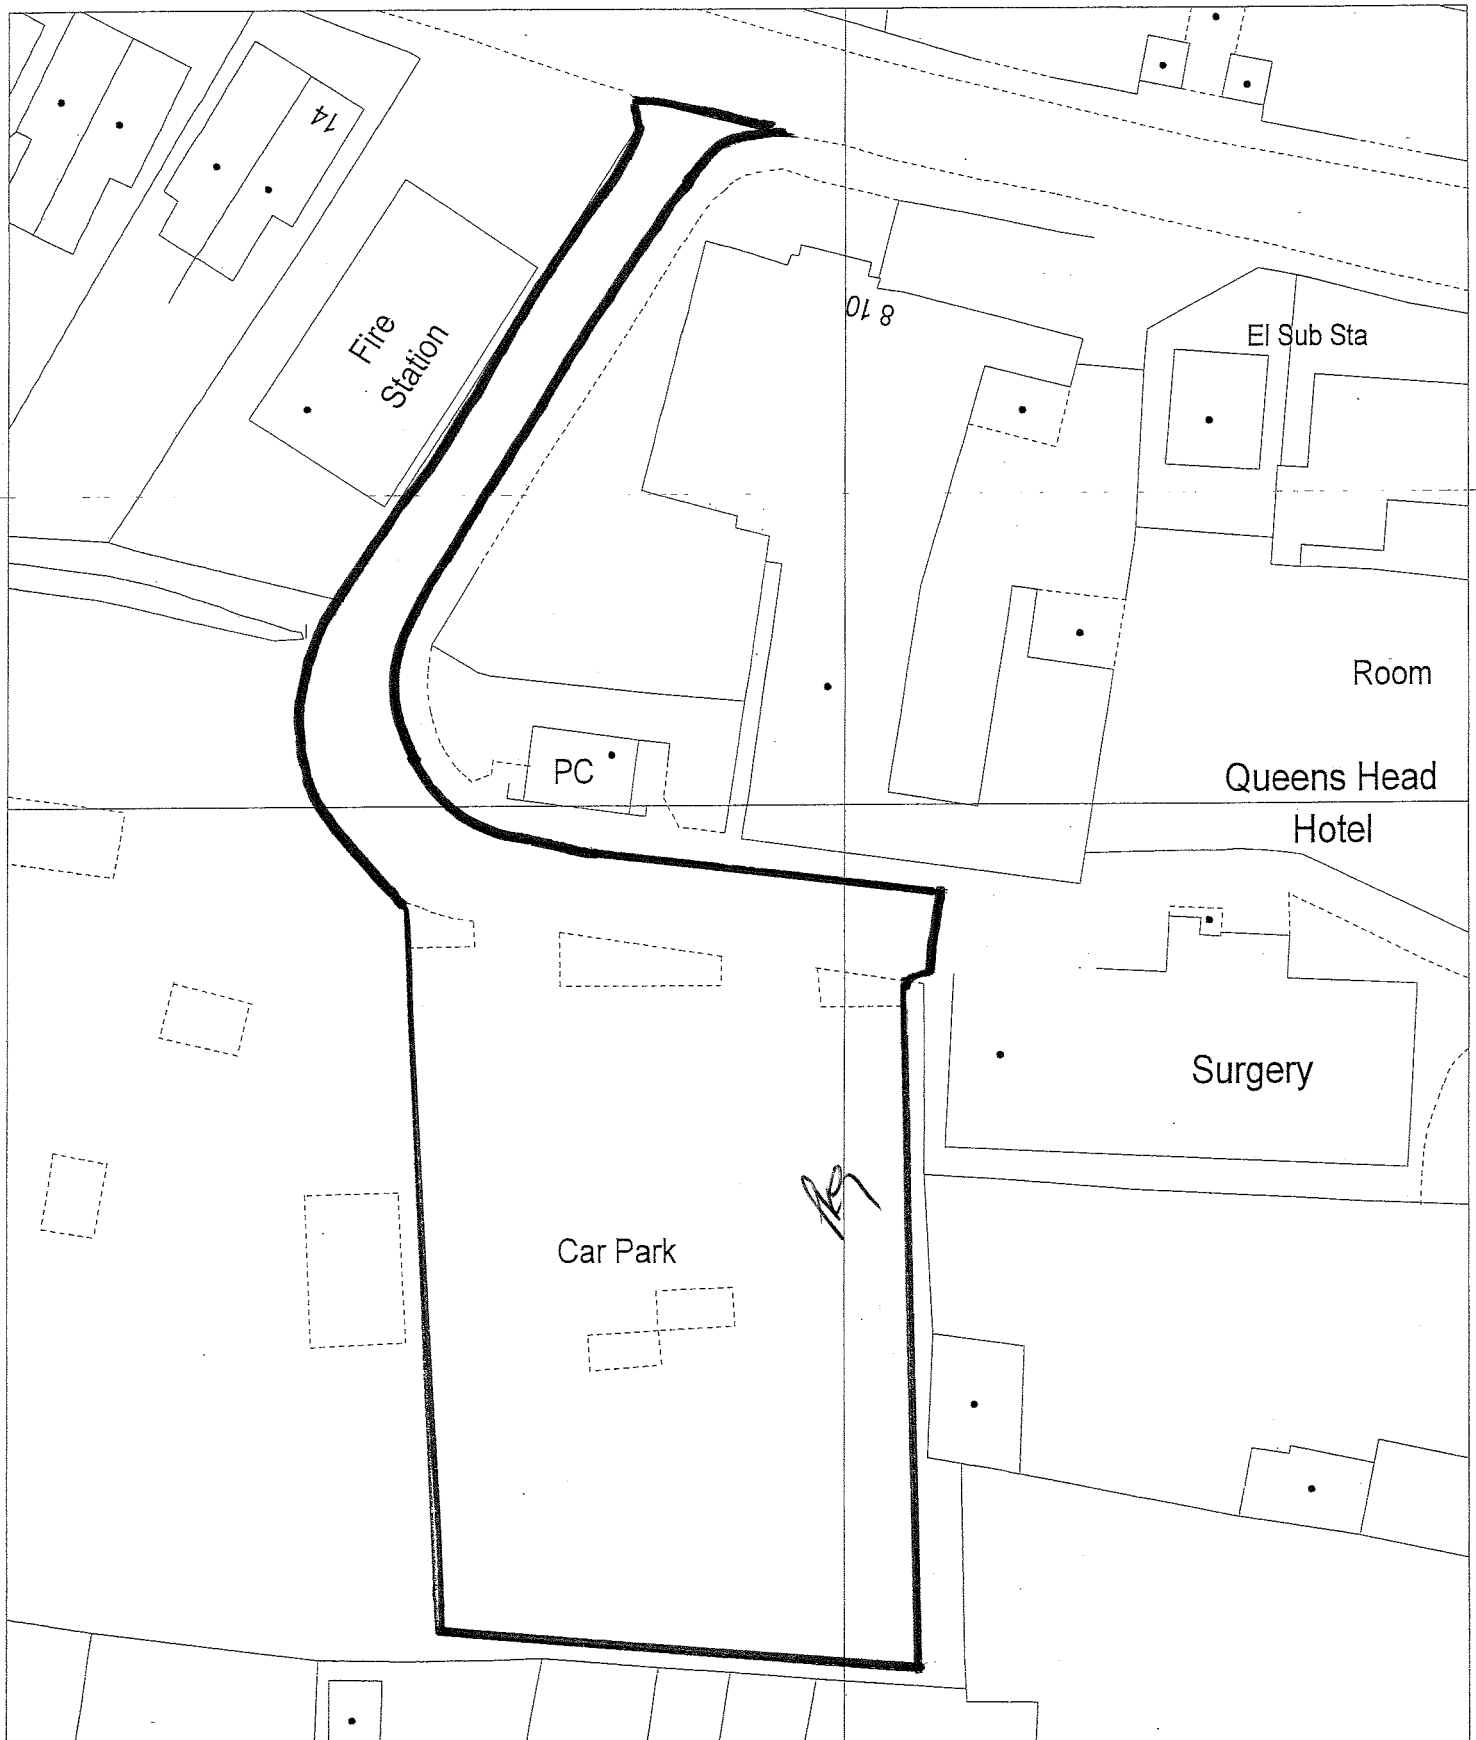 14
Fire
Station
8 10
El Sub Sta
Room
PC
Queens Head
Hotel
Surgery
Car Park